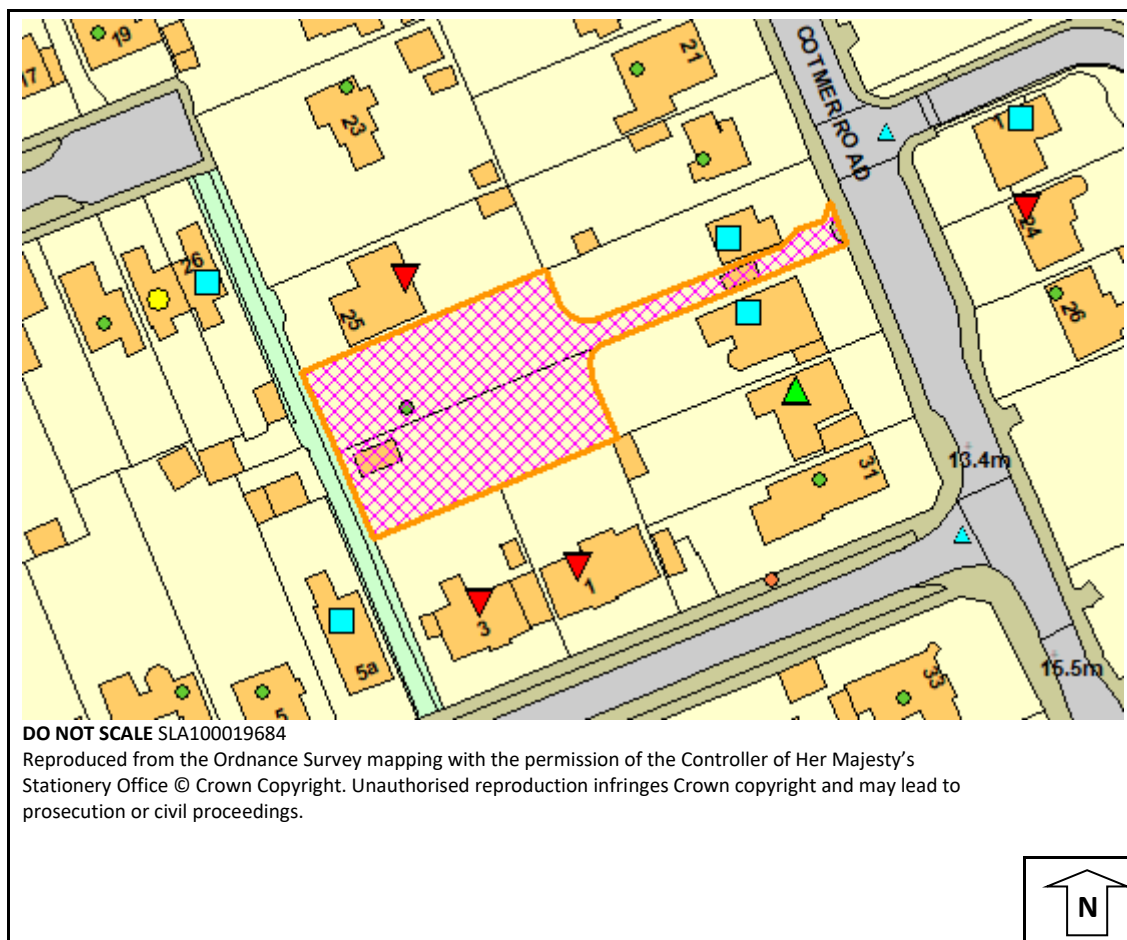 19
17
21
23
1
COTMER ROAD
1
24
26
26
25
31
13.4m
1
3
5a
5
33
15.5m
DO NOT SCALE SLA100019684
Reproduced from the Ordnance Survey mapping with the permission of the Controller of Her Majesty’s
Stationery Office © Crown Copyright. Unauthorised reproduction infringes Crown copyright and may lead to
prosecution or civil proceedings.
N